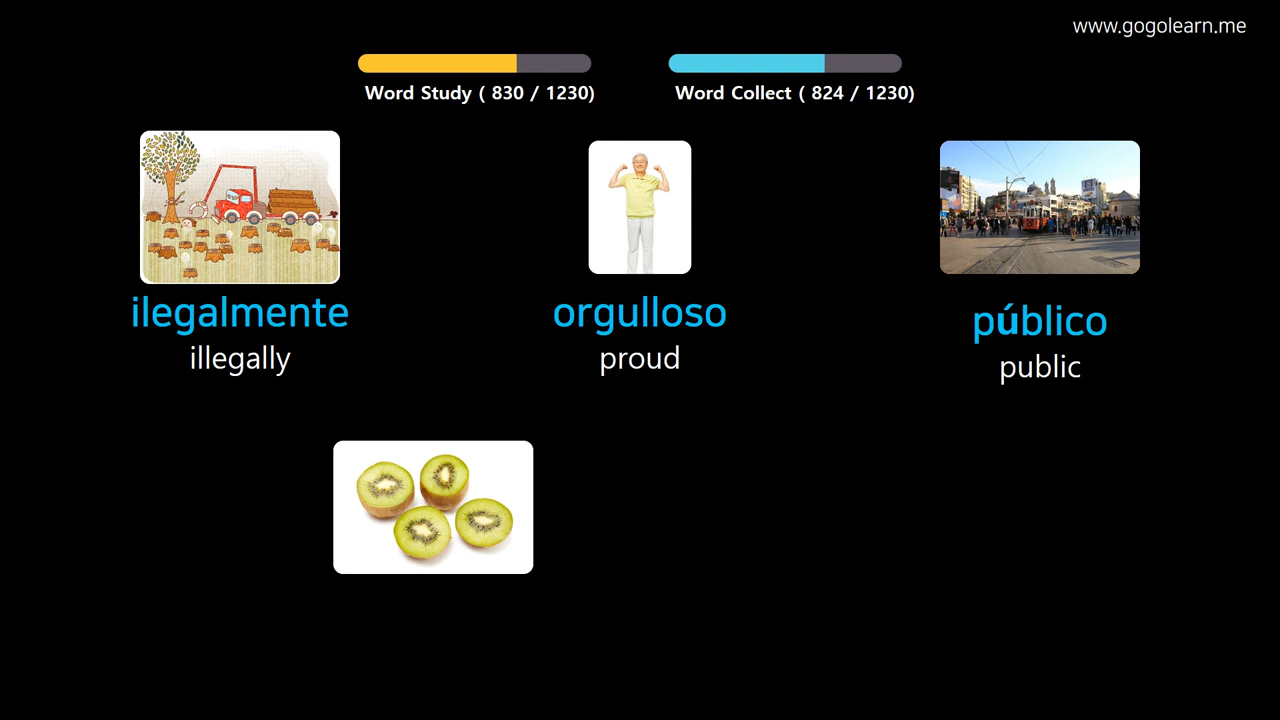 www.gogolearn.me
Word Study ( 830 / 1230)
Word Collect ( 824 / 1230)
ilegalmente
illegally
orgulloso
proud
público
public